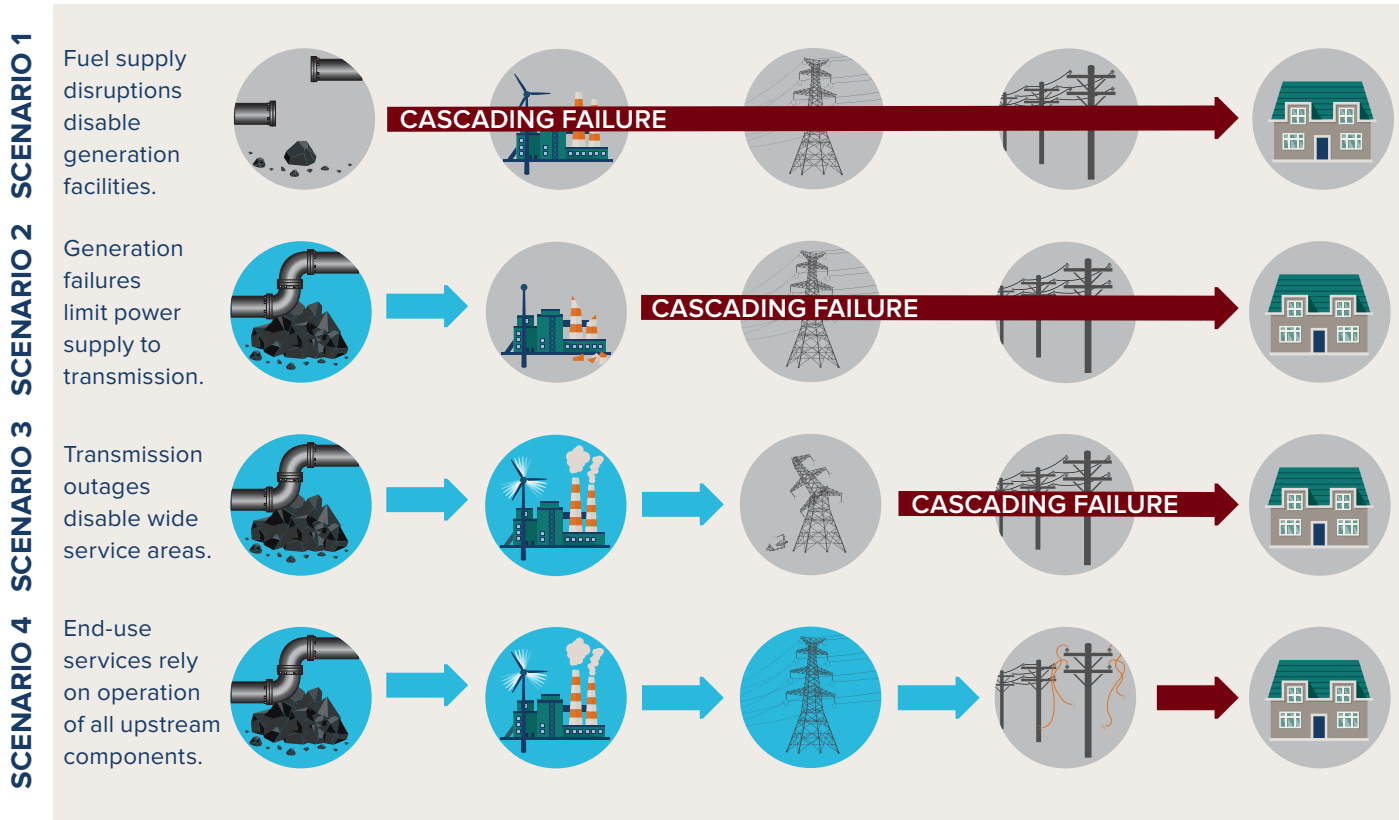 SCENARIO 1
Fuel supply
disruptions
disable
generation
facilities.
CASCADING FAILURE
SCENARIO 2
Generation
failures
limit power
supply to
transmission.
CASCADING FAILURE
SCENARIO 3
Transmission
outages
disable wide
service areas.
CASCADING FAILURE
SCENARIO 4
End-use
services rely
on operation
of all upstream
components.